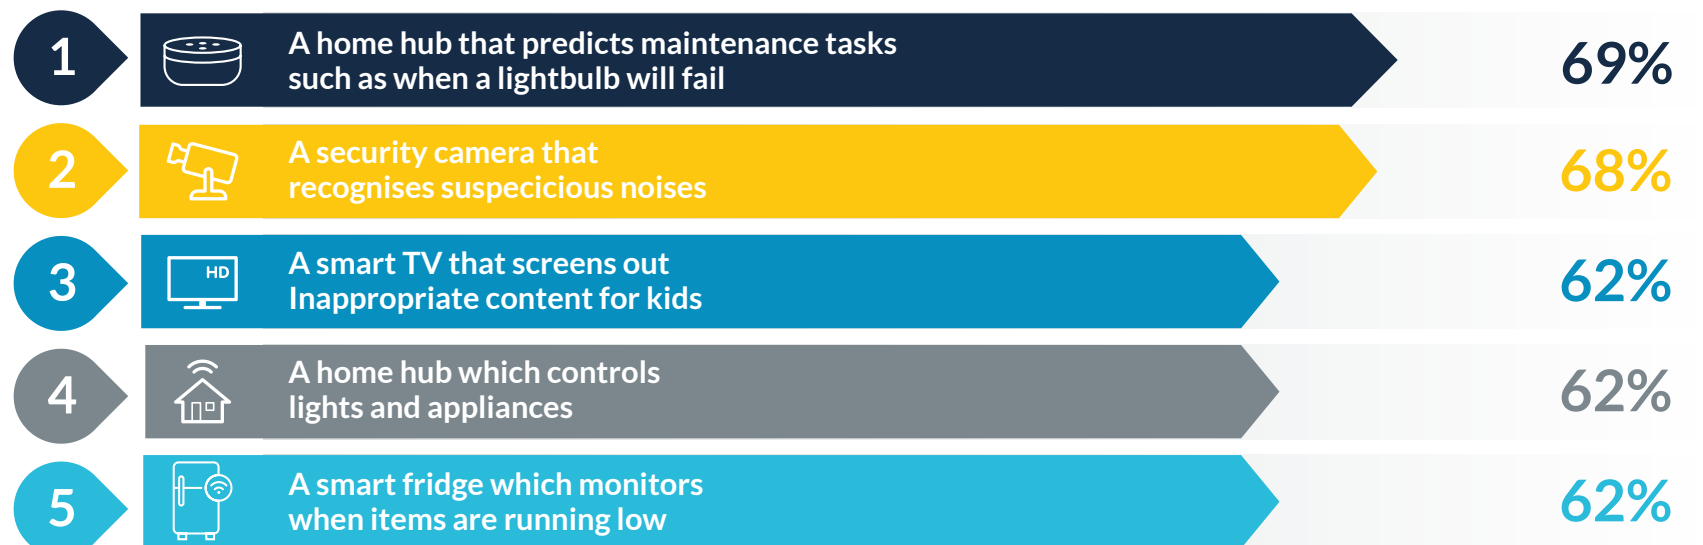 1
A home hub that predicts maintenance tasks
such as when a lightbulb will fail
69%
2
A security camera that
recognises suspecicious noises
68%
3
HD
A smart TV that screens out
Inappropriate content for kids
62%
4
A home hub which controls
lights and appliances
62%
5
A smart fridge which monitors
when items are running low
62%